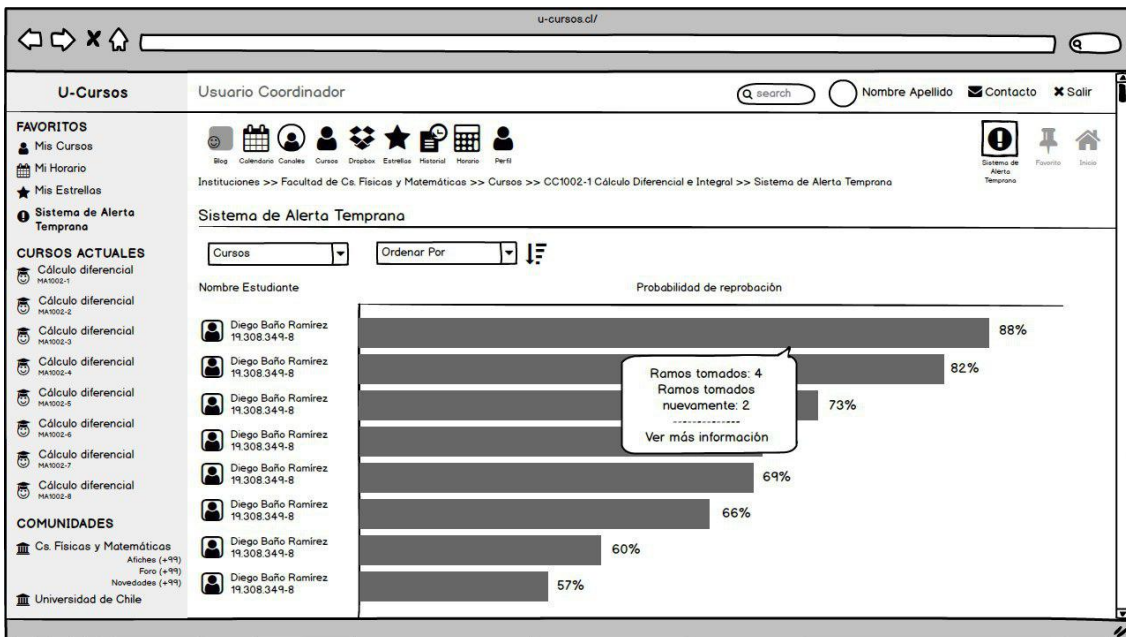 u-cursos.cl/
U-Cursos
Usuario Coordinador
search
Nombre Apellido
Contacto
Salir
FAVORITOS
Mis Cursos
Mi Horario
Mis Estrellas
Sistema de Alerta
Temprana
CURSOS ACTUALES
Cálculo diferencial
MA1002-1
Cálculo diferencial
MA1002-2
Cálculo diferencial
MA1002-3
Cálculo diferencial
MA1002-4
Cálculo diferencial
MA1002-5
Cálculo diferencial
MA1002-6
Cálculo diferencial
MA1002-7
Cálculo diferencial
MA1002-8
COMUNIDADES
Cs. Físicas y Matemáticas
Afiches (+99)
Foro (+99)
Novedades (+99)
Universidad de Chile
Blog Calendario Canales Cursos Dropbox Estrellas Historial Horario Perfil
Sistema de
Alerta
Temprana
Favorito
Inicio
Instituciones >> Facultad de Cs. Físicas y Matemáticas >> Cursos >> CC1002-1 Cálculo Diferencial e Integral >> Sistema de Alerta Temprana
Sistema de Alerta Temprana
Cursos
Ordenar Por
Nombre Estudiante
Probabilidad de reprobación
Diego Baño Ramírez
19.308.349-8
88%
Diego Baño Ramírez
19.308.349-8
82%
Diego Baño Ramírez
19.308.349-8
73%
Diego Baño Ramírez
19.308.349-8
Diego Baño Ramírez
19.308.349-8
69%
Diego Baño Ramírez
19.308.349-8
66%
Diego Baño Ramírez
19.308.349-8
60%
Diego Baño Ramírez
19.308.349-8
57%
Ramos tomados: 4
Ramos tomados
nuevamente: 2
-------------
Ver más información